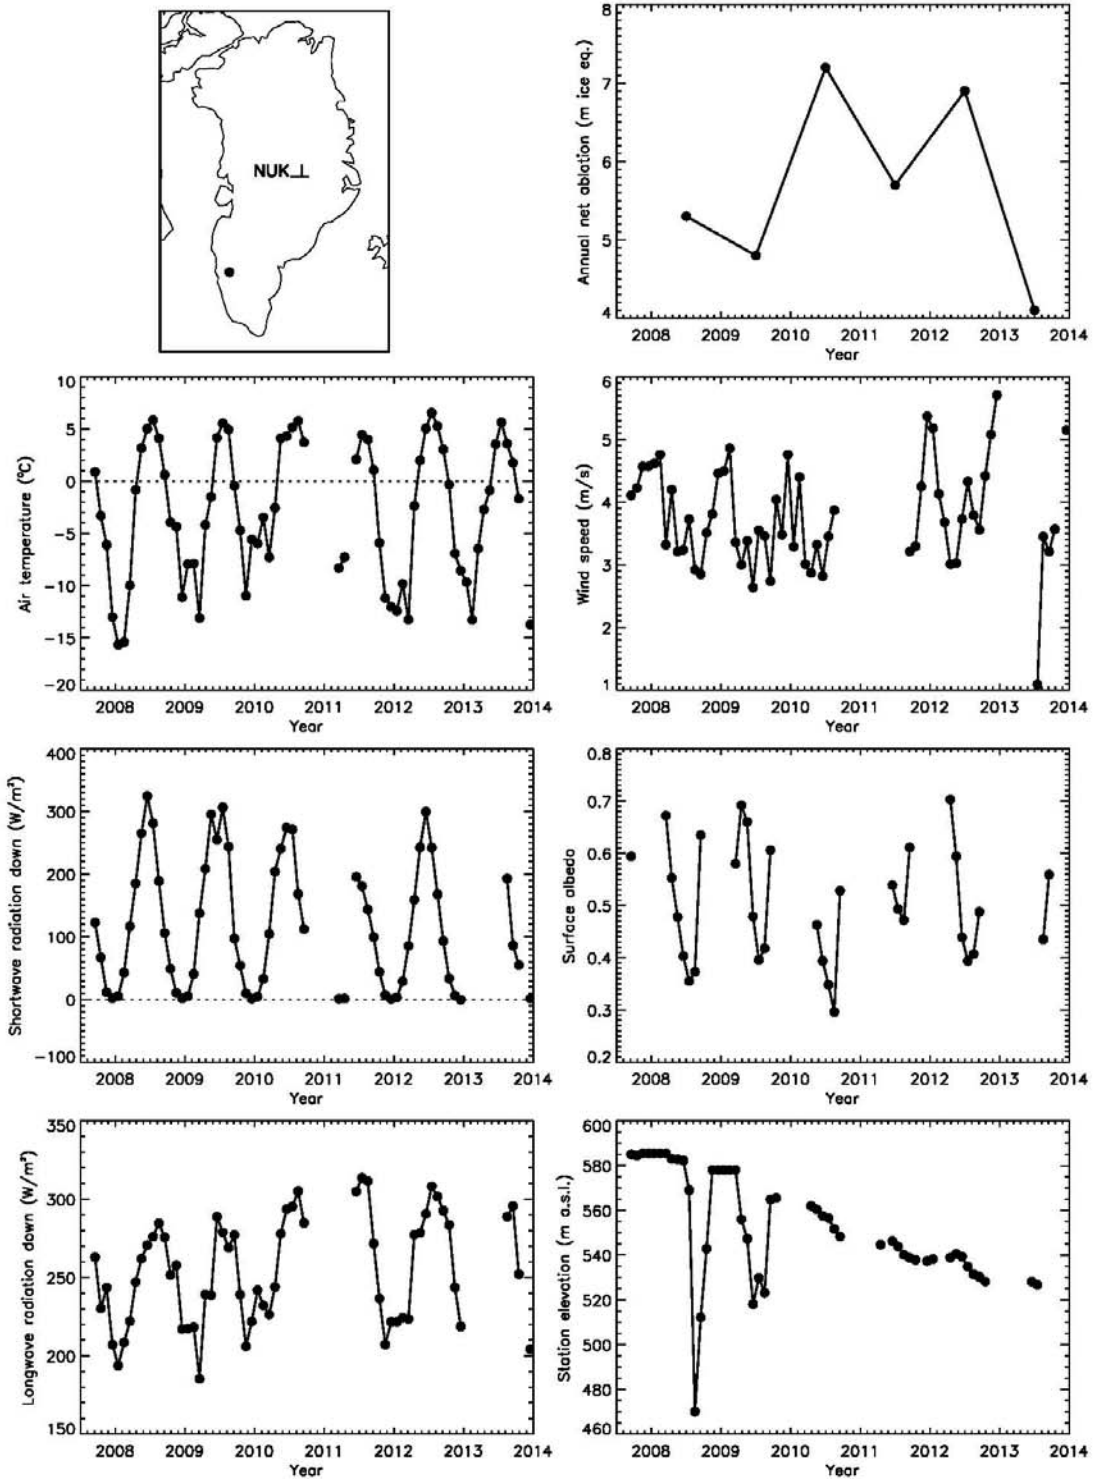 NUK_L
Annual net ablation (m ice eq.)
8
7
6
5
4
2008 2009 2010 2011 2012 2013 2014
Year
Air temperature (°C)
10
5
0
−5
−10
−15
−20
2008 2009 2010 2011 2012 2013 2014
Year
Wind speed (m/s)
6
5
4
3
2
1
2008 2009 2010 2011 2012 2013 2014
Year
Shortwave radiation down (W/m²)
400
300
200
100
0
−100
2008 2009 2010 2011 2012 2013 2014
Year
Surface albedo
0.8
0.7
0.6
0.5
0.4
0.3
0.2
2008 2009 2010 2011 2012 2013 2014
Year
Longwave radiation down (W/m²)
350
300
250
200
150
2008 2009 2010 2011 2012 2013 2014
Year
Station elevation (m a.s.l.)
600
580
560
540
520
500
480
460
2008 2009 2010 2011 2012 2013 2014
Year